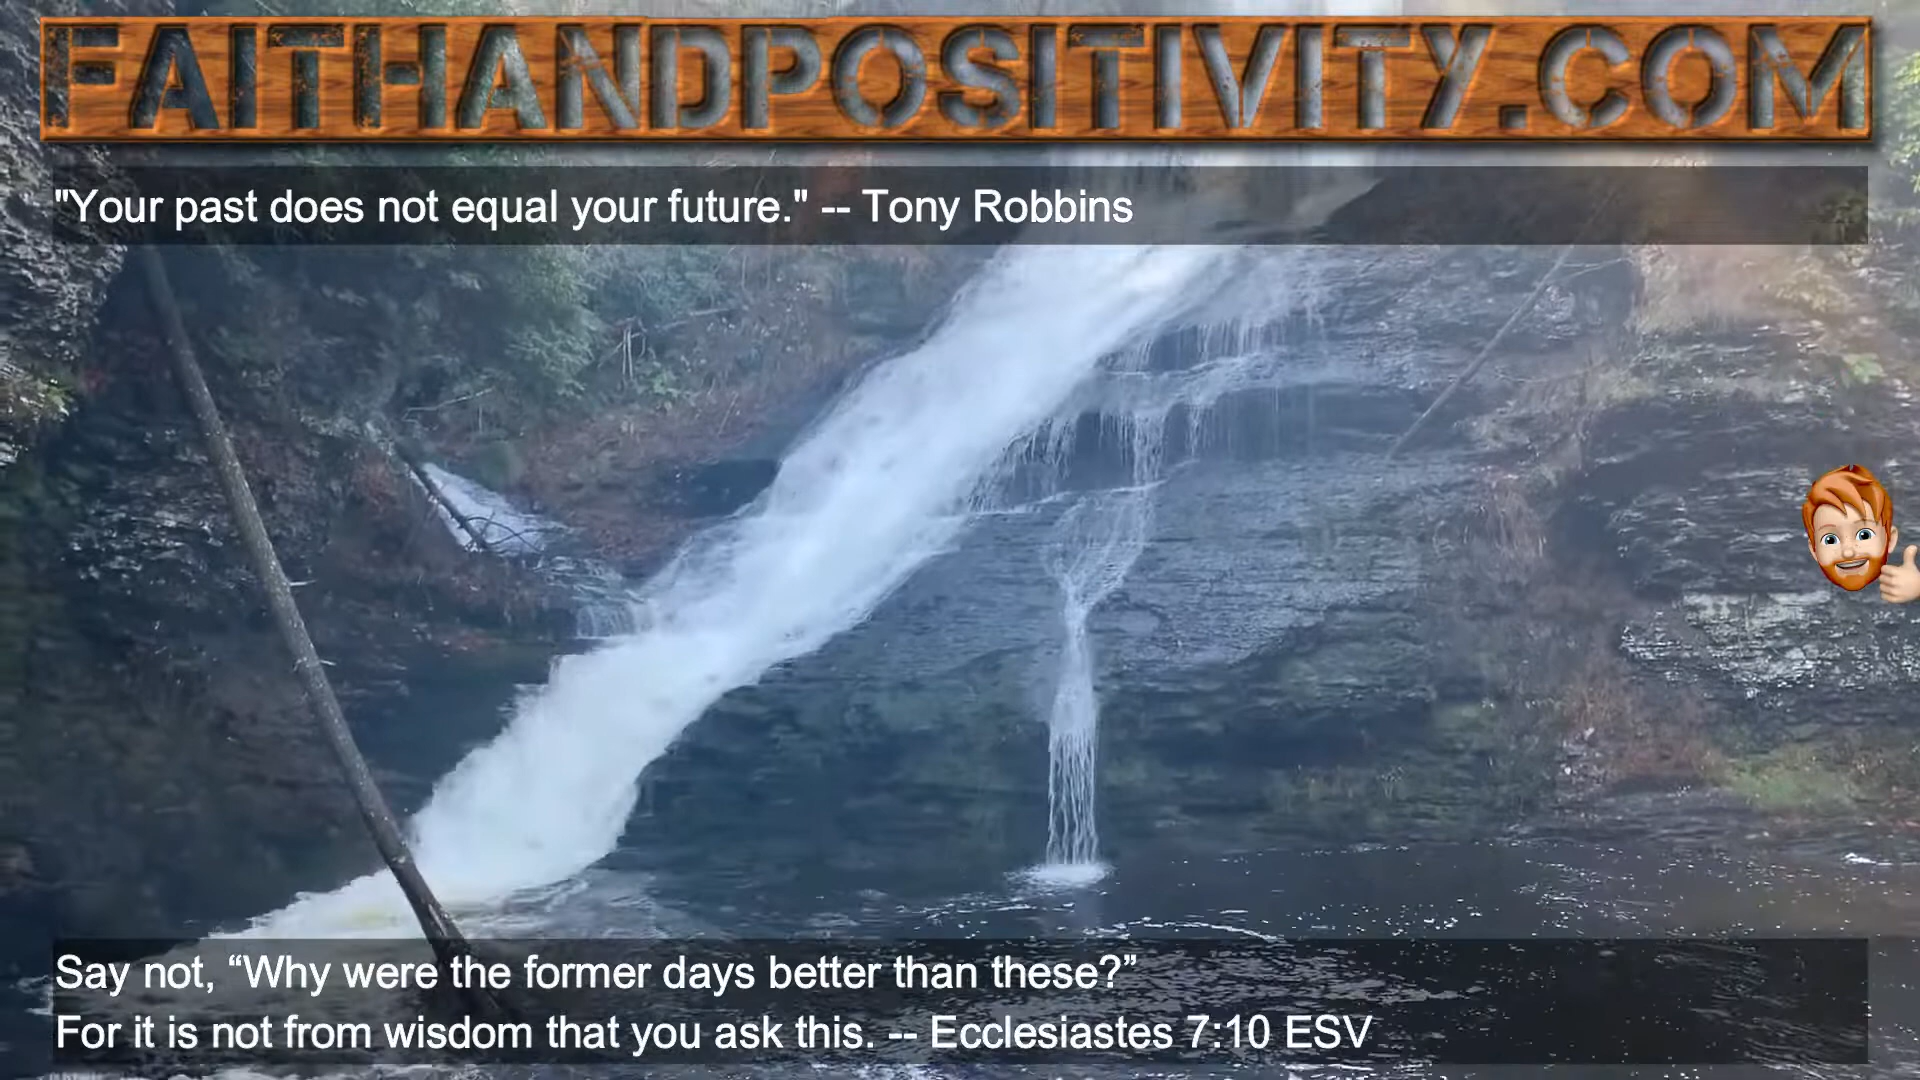 FAITHANDPOSITIVITY.COM
"Your past does not equal your future." -- Tony Robbins
Say not, “Why were the former days better than these?”
For it is not from wisdom that you ask this. -- Ecclesiastes 7:10 ESV